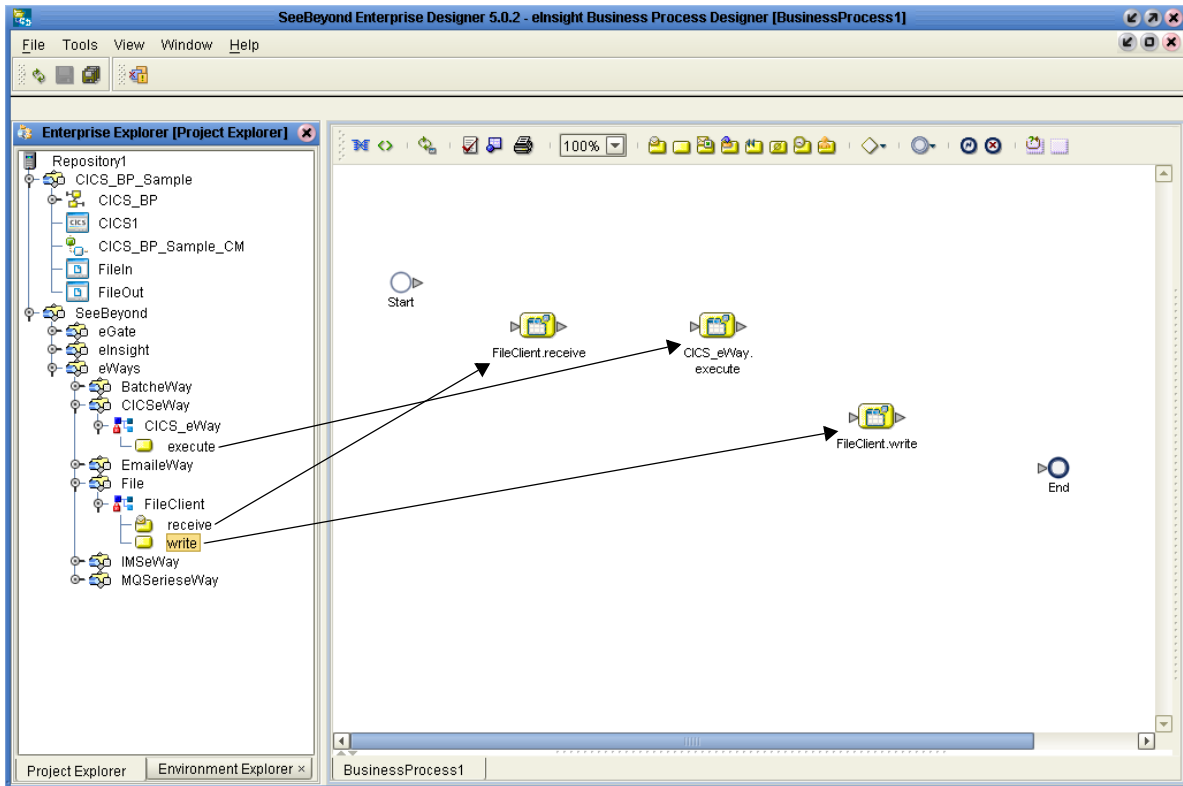 SeeBeyond Enterprise Designer 5.0.2 - eInsight Business Process Designer [BusinessProcess1]
File Tools View Window Help
Enterprise Explorer [Project Explorer]
Repository1
CICS_BP_Sample
CICS_BP
CICS CICS1
CICS_BP_Sample_CM
FileIn
FileOut
SeeBeyond
eGate
eInsight
eWays
BatcheWay
CICSeWay
CICS_eWay
execute
EmaileWay
File
FileClient
receive
write
IMSeWay
MQSerieseWay
Project Explorer
Environment Explorer ×
100%
Start
FileClient.receive
CICS_eWay.
execute
FileClient.write
End
BusinessProcess1